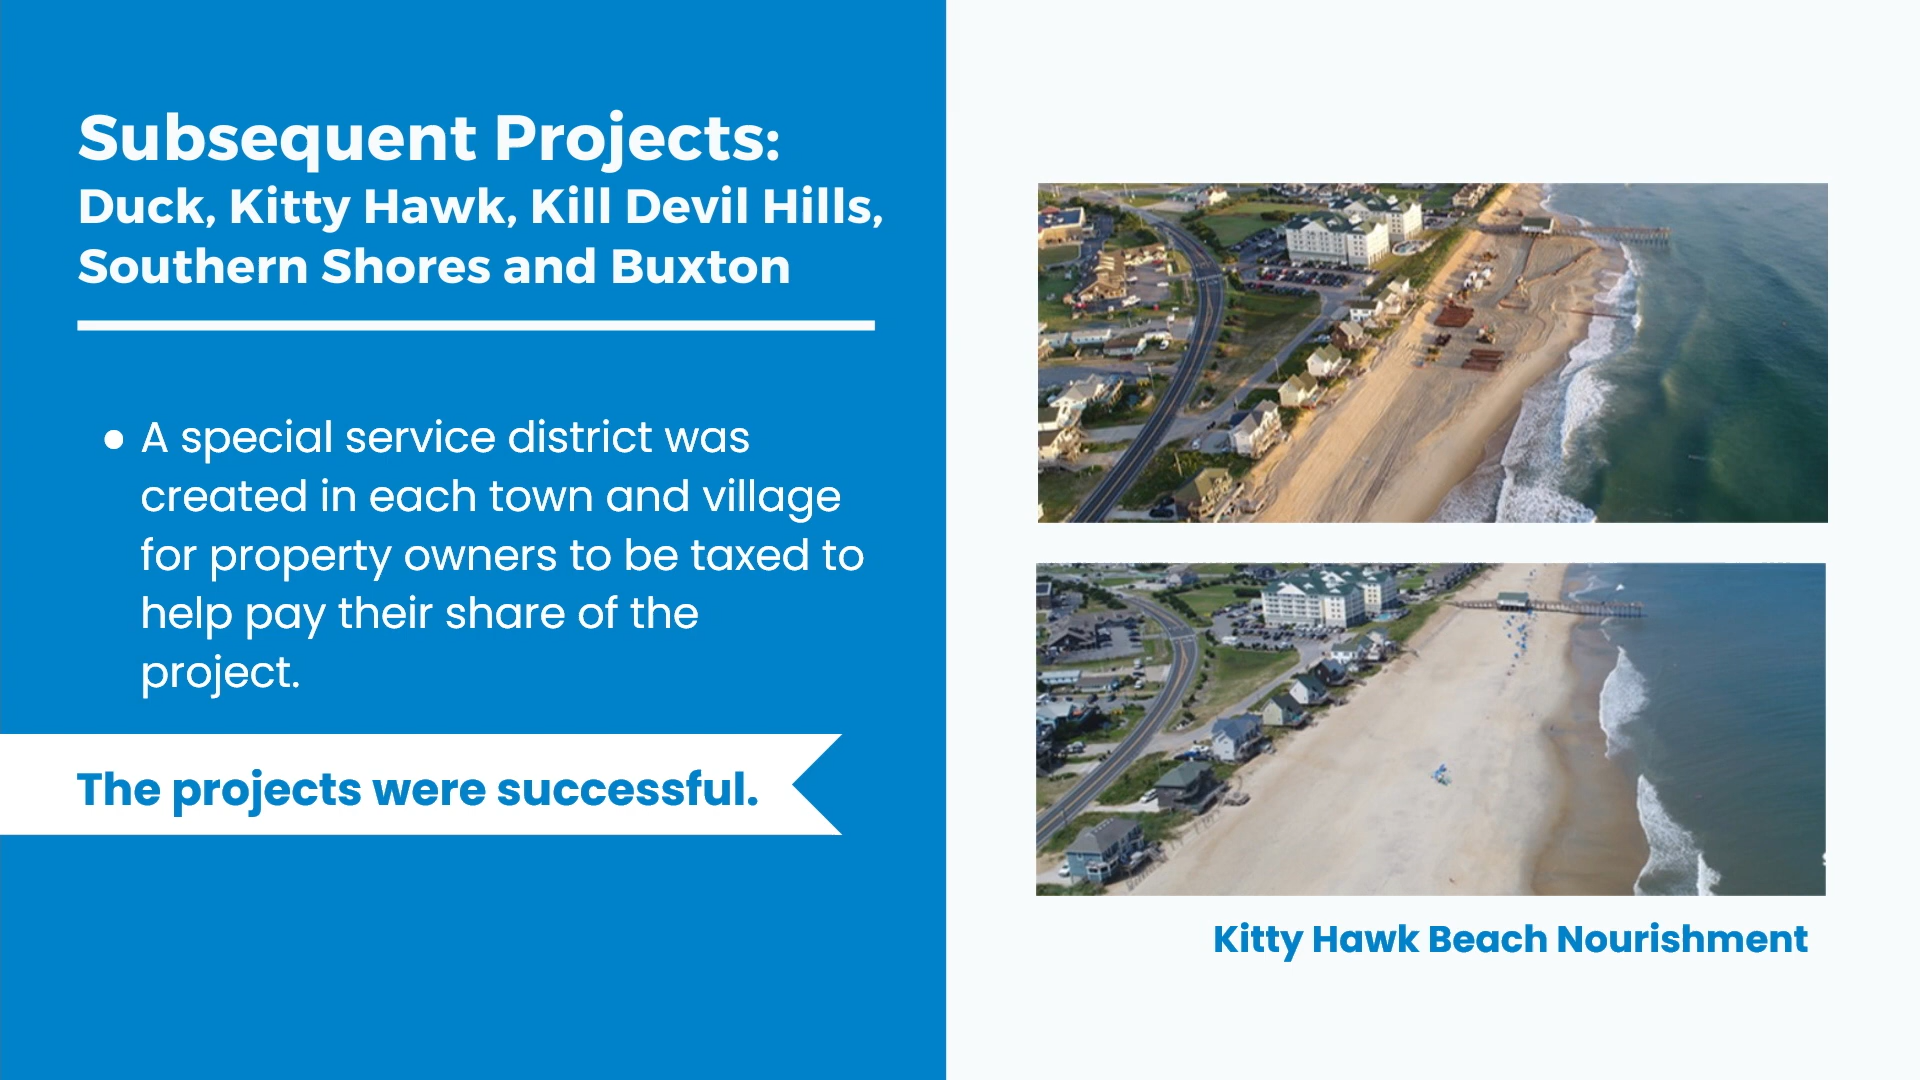 Subsequent Projects:
Duck, Kitty Hawk, Kill Devil Hills,
Southern Shores and Buxton
● A special service district was
created in each town and village
for property owners to be taxed to
help pay their share of the
project.
The projects were successful.
Kitty Hawk Beach Nourishment